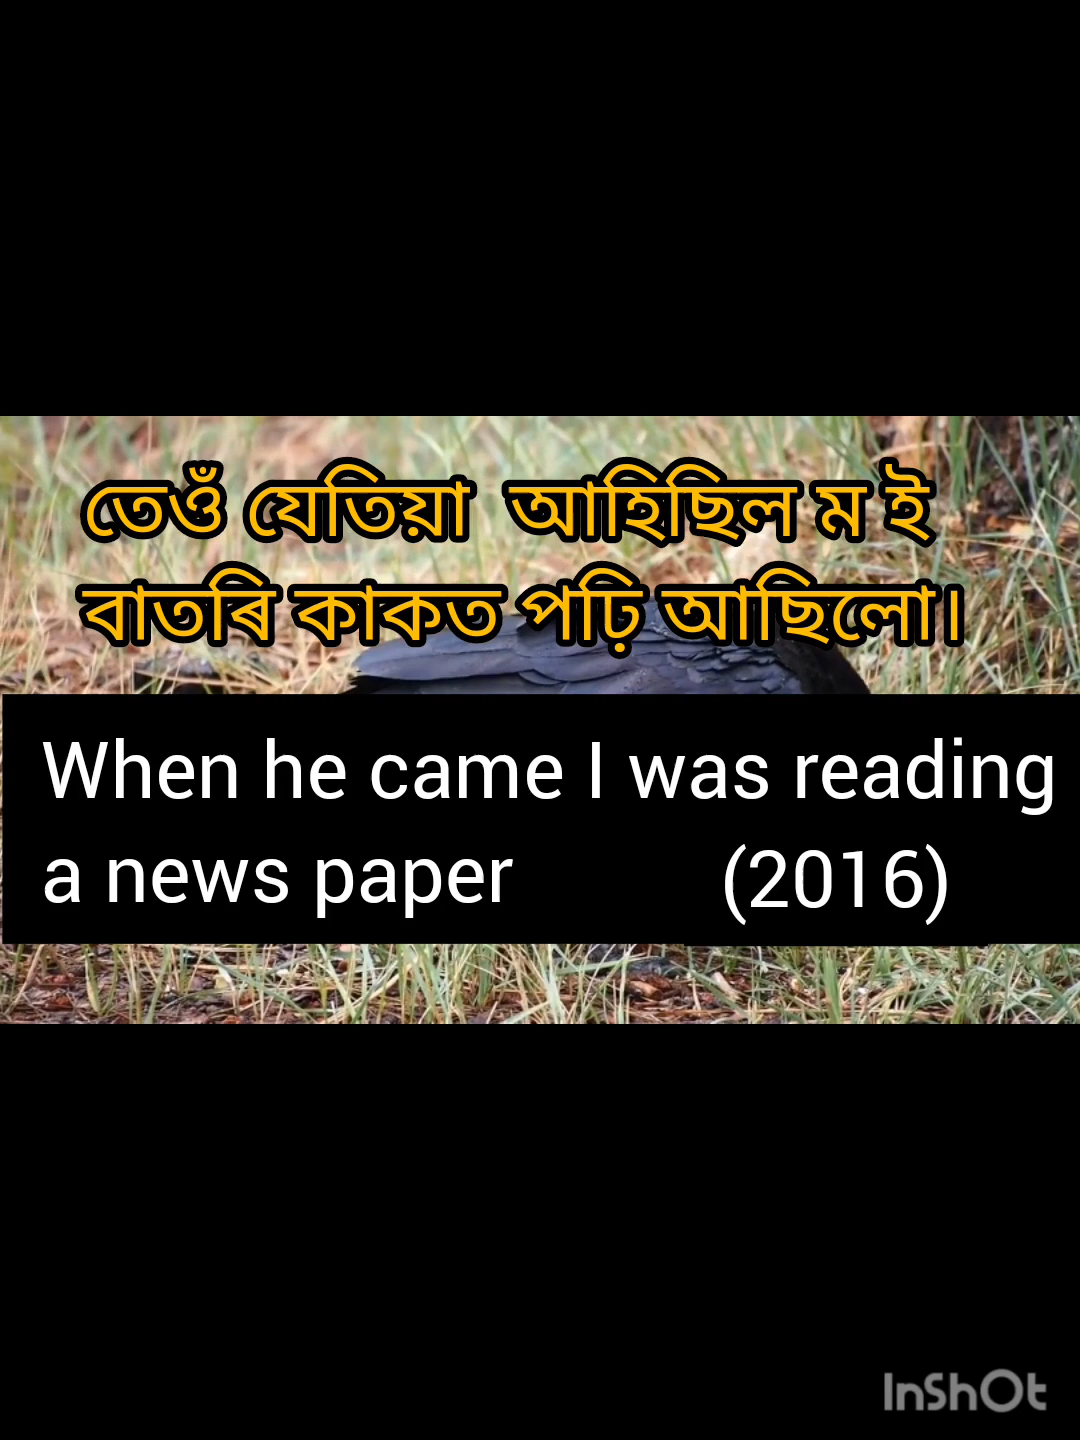 তেওঁ যেতিয়া আহিছিল ম ই
বাতৰি কাকত পঢ়ি আছিলো।
When he came I was reading
a news paper (2016)
InShOt